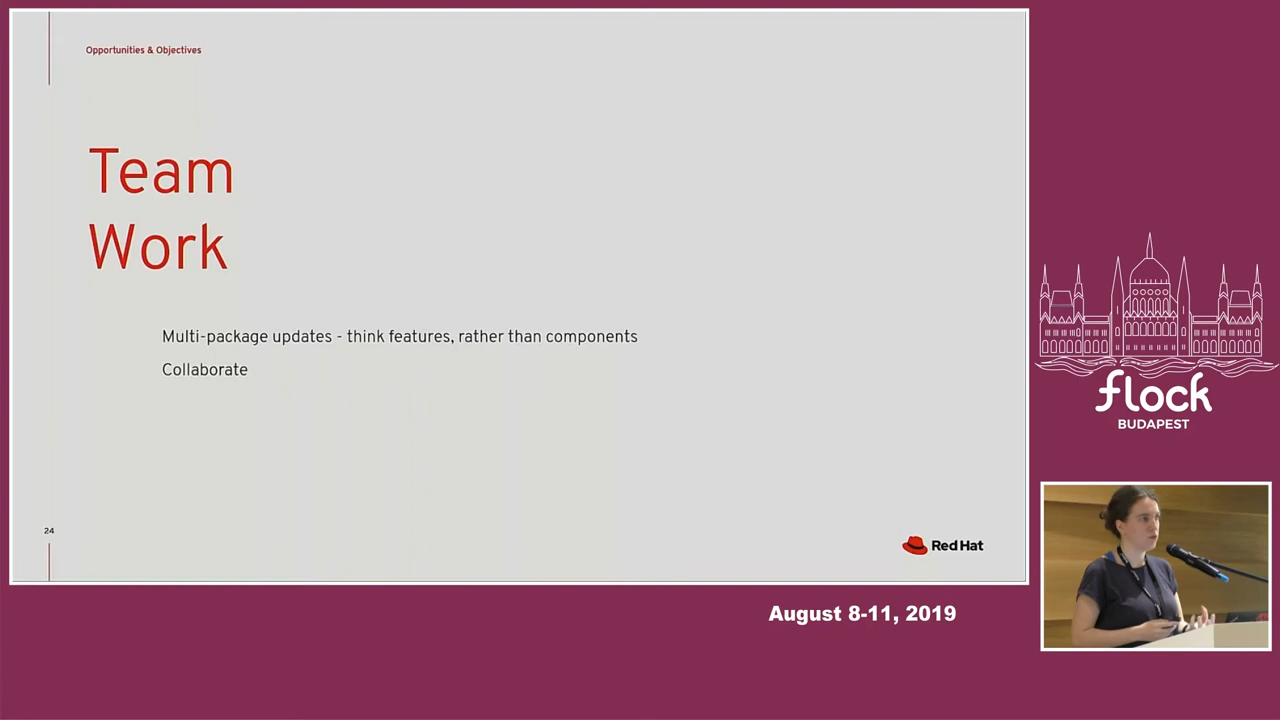 Opportunities & Objectives
Team
Work
Multi-package updates - think features, rather than components
Collaborate
24
Red Hat
flock
BUDAPEST
August 8-11, 2019